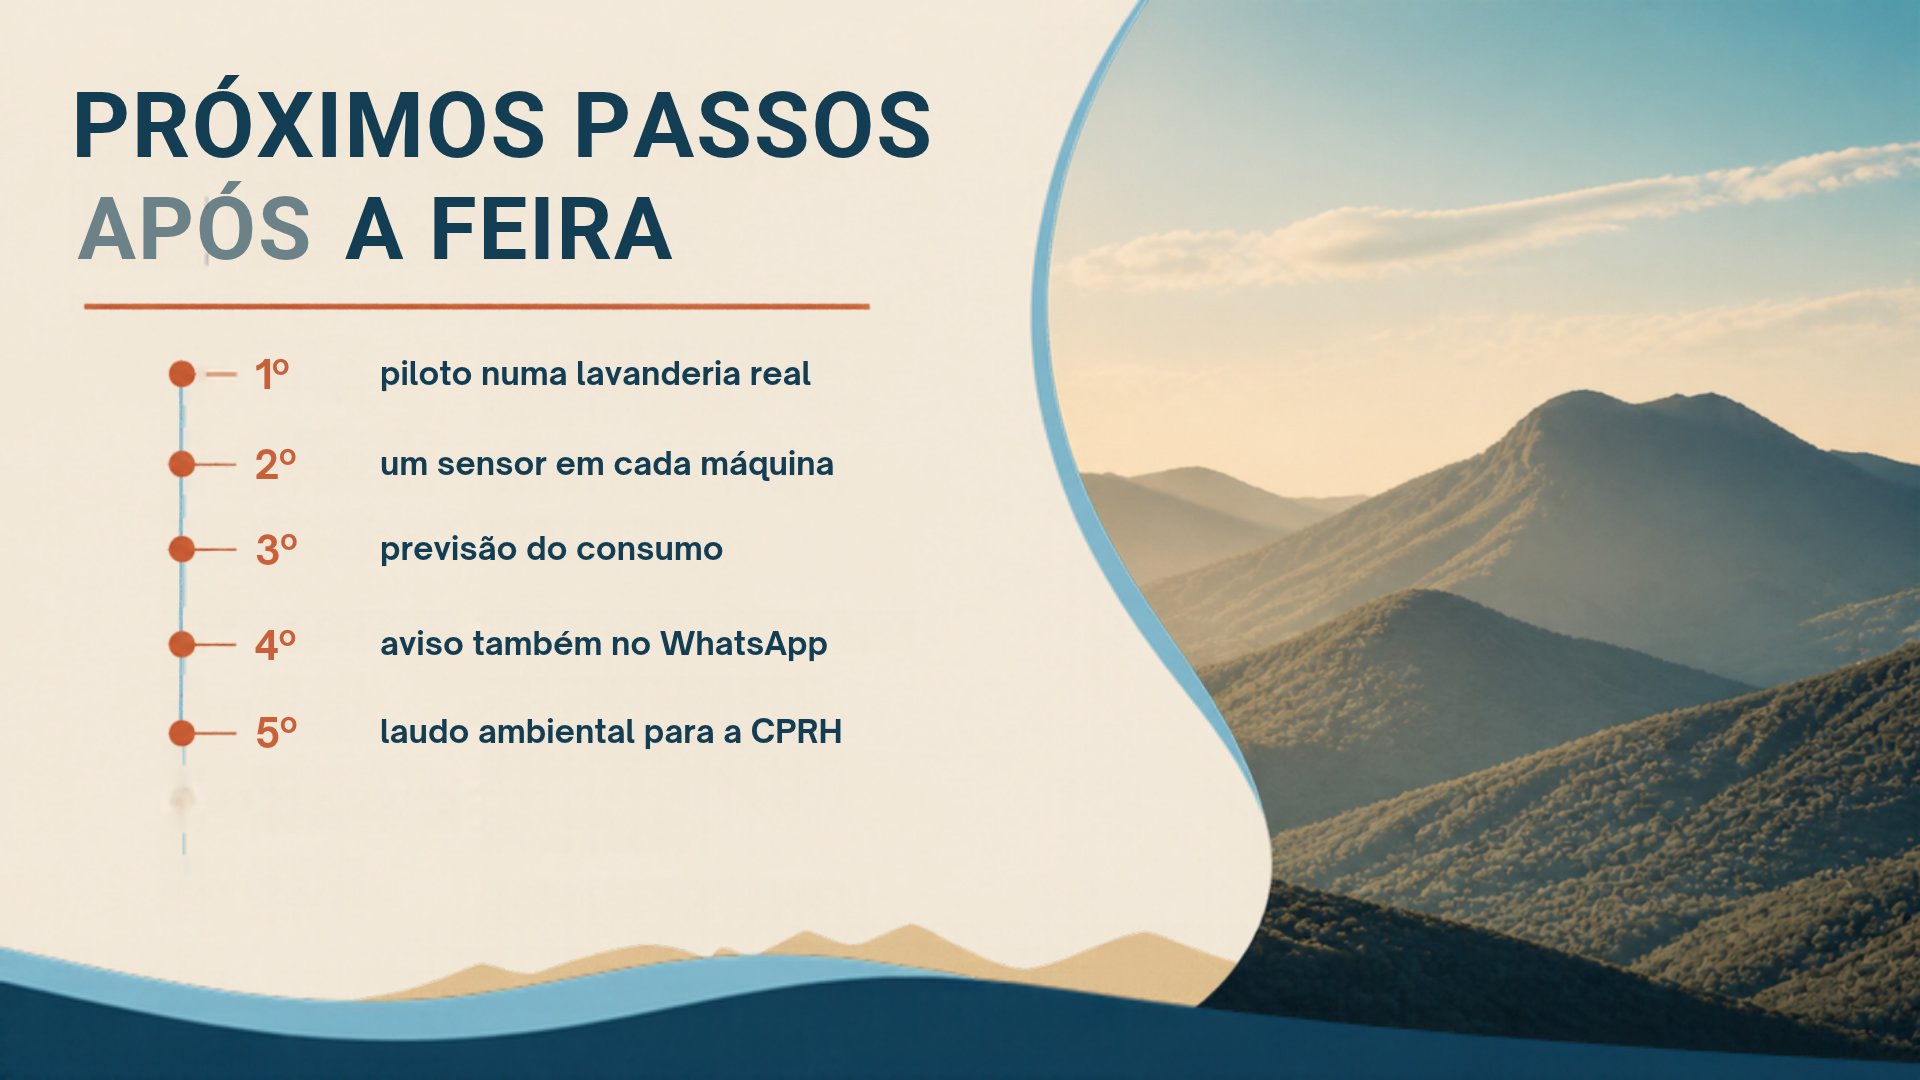 PRÓXIMOS PASSOS
APÓS A FEIRA
1º piloto numa lavanderia real
2º um sensor em cada máquina
3º previsão do consumo
4º aviso também no WhatsApp
5º laudo ambiental para a CPRH